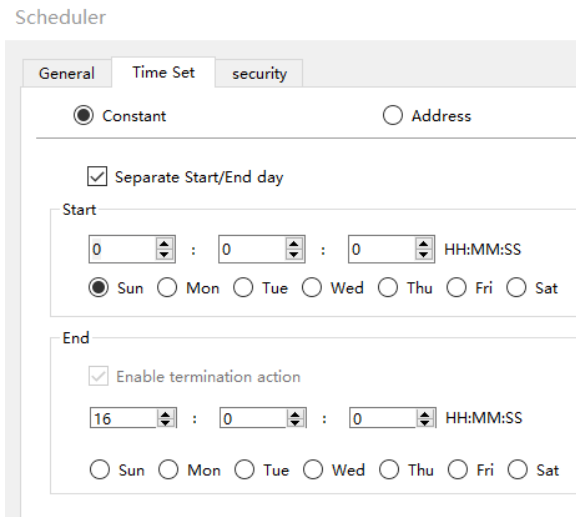 Scheduler
General Time Set security
Constant Address
Separate Start/End day
Start
0 : 0 : 0 HH:MM:SS
Sun Mon Tue Wed Thu Fri Sat
End
Enable termination action
16 : 0 : 0 HH:MM:SS
Sun Mon Tue Wed Thu Fri Sat